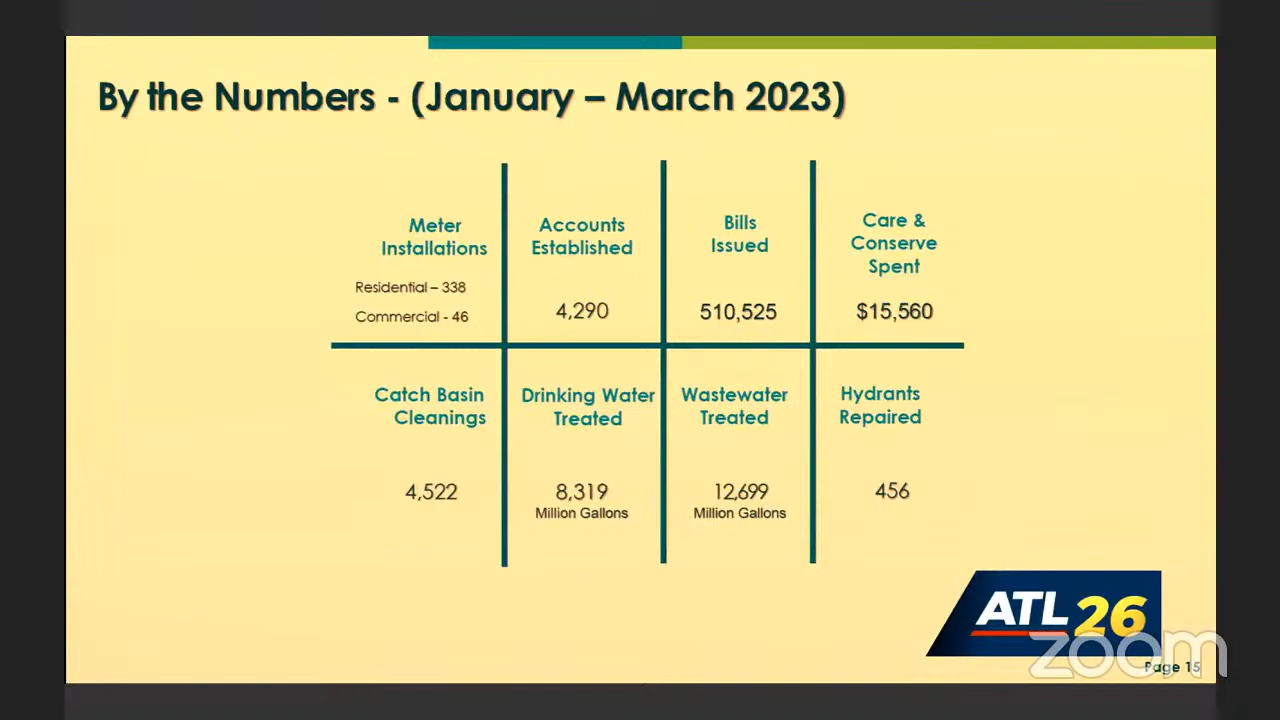 By the Numbers - (January – March 2023)
Meter
Installations
Residential – 338
Commercial - 46
Accounts
Established
4,290
Bills
Issued
510,525
Care &
Conserve
Spent
$15,560
Catch Basin
Cleanings
4,522
Drinking Water
Treated
8,319
Million Gallons
Wastewater
Treated
12,699
Million Gallons
Hydrants
Repaired
456
ATL 26
zoom
Page 15